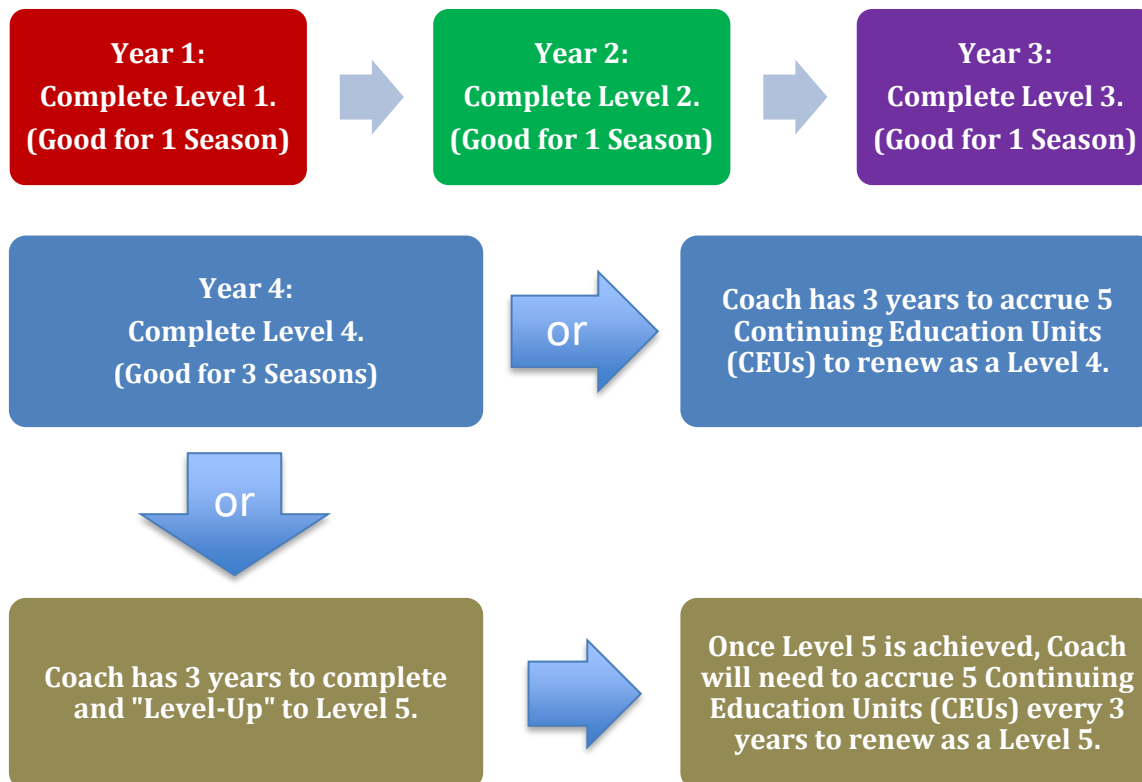 Year 1:
Complete Level 1.
(Good for 1 Season)
Year 2:
Complete Level 2.
(Good for 1 Season)
Year 3:
Complete Level 3.
(Good for 1 Season)
Year 4:
Complete Level 4.
(Good for 3 Seasons)
or
Coach has 3 years to accrue 5
Continuing Education Units
(CEUs) to renew as a Level 4.
or
Coach has 3 years to complete
and "Level-Up" to Level 5.
Once Level 5 is achieved, Coach
will need to accrue 5 Continuing
Education Units (CEUs) every 3
years to renew as a Level 5.